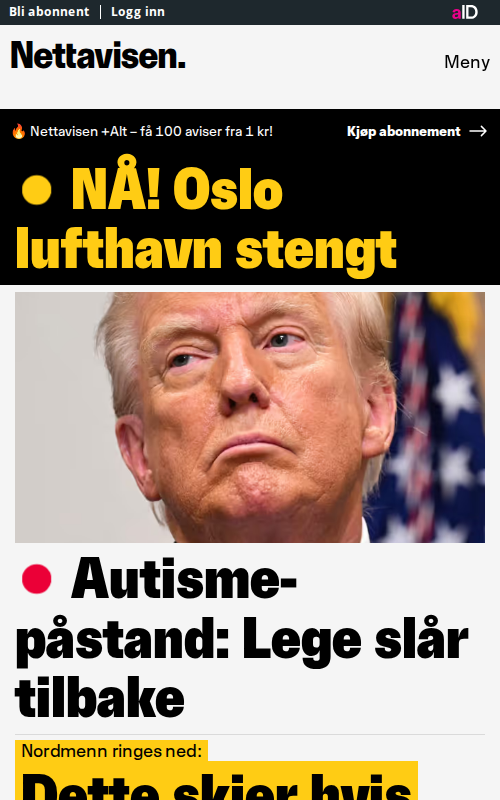 Bli abonnent | Logg inn
aID
Nettavisen.
Meny
🔥 Nettavisen +Alt – få 100 aviser fra 1 kr!
Kjøp abonnement →
NÅ! Oslo
lufthavn stengt
Autisme-
påstand: Lege slår
tilbake
Nordmenn ringes ned:
Dette skjer hvis